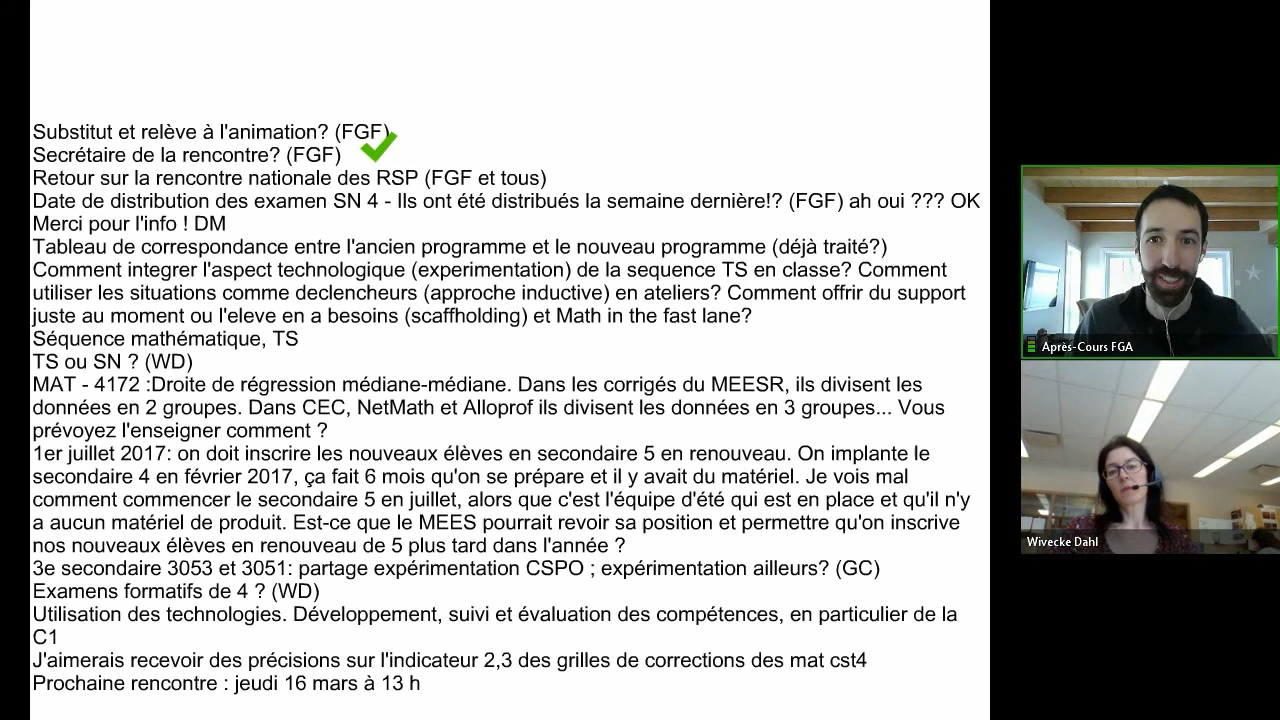 Substitut et relève à l'animation? (FGF)
Secrétaire de la rencontre? (FGF)
Retour sur la rencontre nationale des RSP (FGF et tous)
Date de distribution des examen SN 4 - Ils ont été distribués la semaine dernière!? (FGF) ah oui ??? OK
Merci pour l'info ! DM
Tableau de correspondance entre l'ancien programme et le nouveau programme (déjà traité?)
Comment integrer l'aspect technologique (experimentation) de la sequence TS en classe? Comment
utiliser les situations comme declencheurs (approche inductive) en ateliers? Comment offrir du support
juste au moment ou l'eleve en a besoins (scaffholding) et Math in the fast lane?
Séquence mathématique, TS
TS ou SN ? (WD)
MAT - 4172 :Droite de régression médiane-médiane. Dans les corrigés du MEESR, ils divisent les
données en 2 groupes. Dans CEC, NetMath et Alloprof ils divisent les données en 3 groupes... Vous
prévoyez l'enseigner comment ?
1er juillet 2017: on doit inscrire les nouveaux élèves en secondaire 5 en renouveau. On implante le
secondaire 4 en février 2017, ça fait 6 mois qu'on se prépare et il y avait du matériel. Je vois mal
comment commencer le secondaire 5 en juillet, alors que c'est l'équipe d'été qui est en place et qu'il n'y
a aucun matériel de produit. Est-ce que le MEES pourrait revoir sa position et permettre qu'on inscrive
nos nouveaux élèves en renouveau de 5 plus tard dans l'année ?
3e secondaire 3053 et 3051: partage expérimentation CSPO ; expérimentation ailleurs? (GC)
Examens formatifs de 4 ? (WD)
Utilisation des technologies. Développement, suivi et évaluation des compétences, en particulier de la
C1
J'aimerais recevoir des précisions sur l'indicateur 2,3 des grilles de corrections des mat cst4
Prochaine rencontre : jeudi 16 mars à 13 h
Après-Cours FGA
Wivecke Dahl